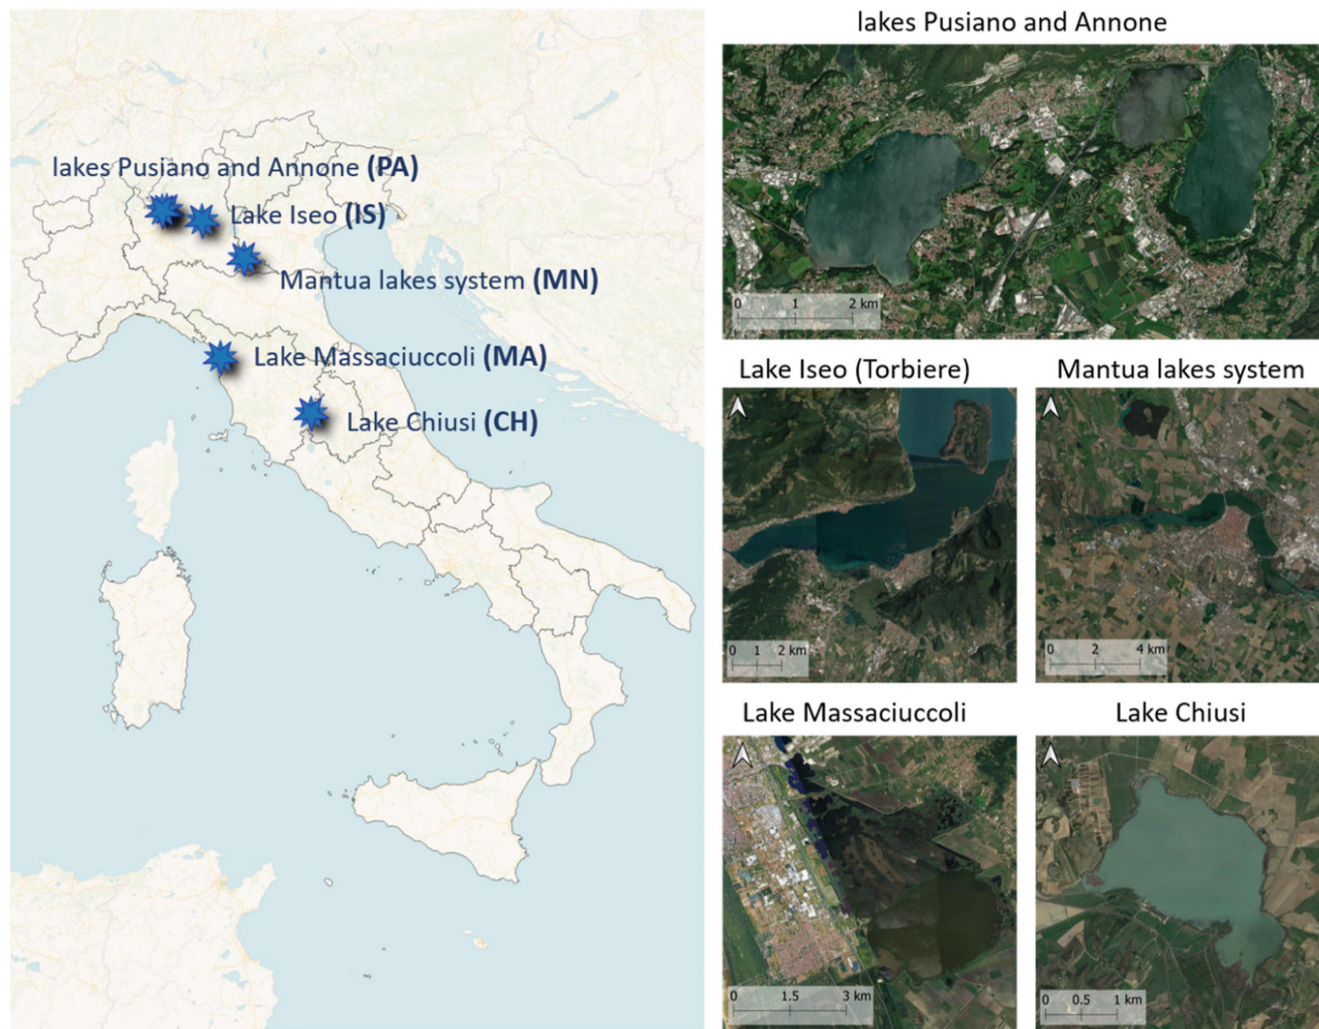 lakes Pusiano and Annone
lakes Pusiano and Annone (PA)
Lake Iseo (IS)
Mantua lakes system (MN)
Lake Massaciuccoli (MA)
Lake Chiusi (CH)
0 1 2 km
Lake Iseo (Torbiere)
Mantua lakes system
0 1 2 km
0 2 4 km
Lake Massaciuccoli
Lake Chiusi
0 1.5 3 km
0 0.5 1 km